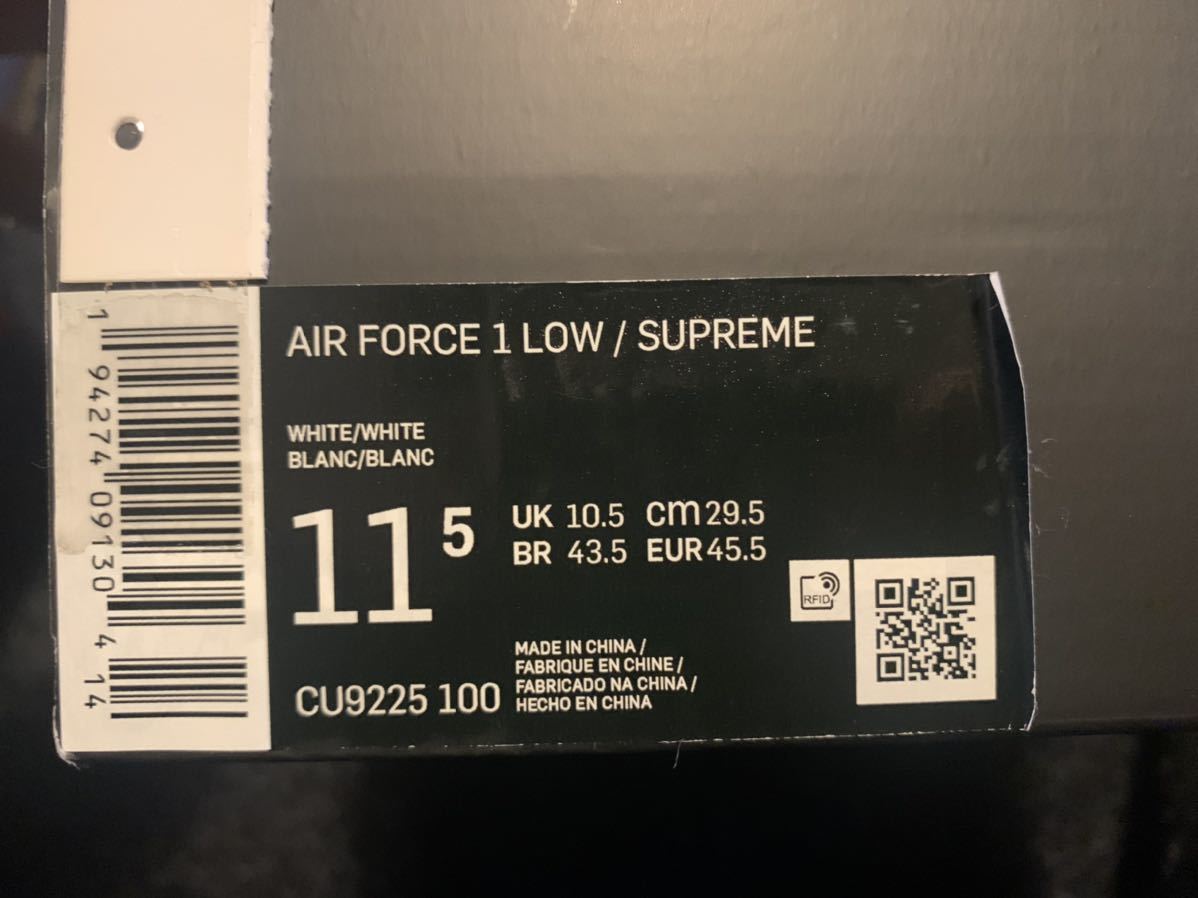 AIR FORCE 1 LOW / SUPREME
WHITE/WHITE
BLANC/BLANC
11 5
UK 10.5 CM 29.5
BR 43.5 EUR 45.5
RFID
MADE IN CHINA /
FABRIQUE EN CHINE /
FABRICADO NA CHINA /
HECHO EN CHINA
CU9225 100
1 94274 09130 4 14